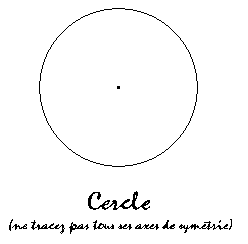 Cercle
(ne tracez pas tous ses axes de symétrie)